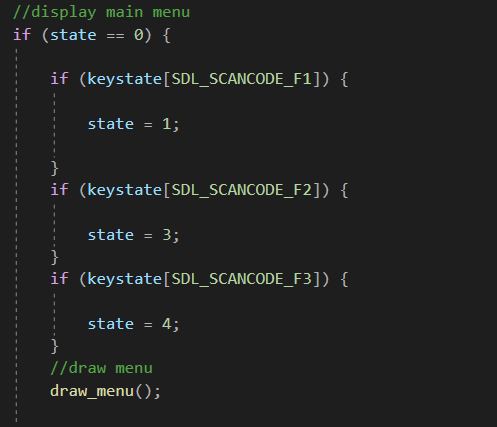 //display main menu
if (state == 0) {
if (keystate[SDL_SCANCODE_F1]) {
state = 1;
}
if (keystate[SDL_SCANCODE_F2]) {
state = 3;
}
if (keystate[SDL_SCANCODE_F3]) {
state = 4;
}
//draw menu
draw_menu();